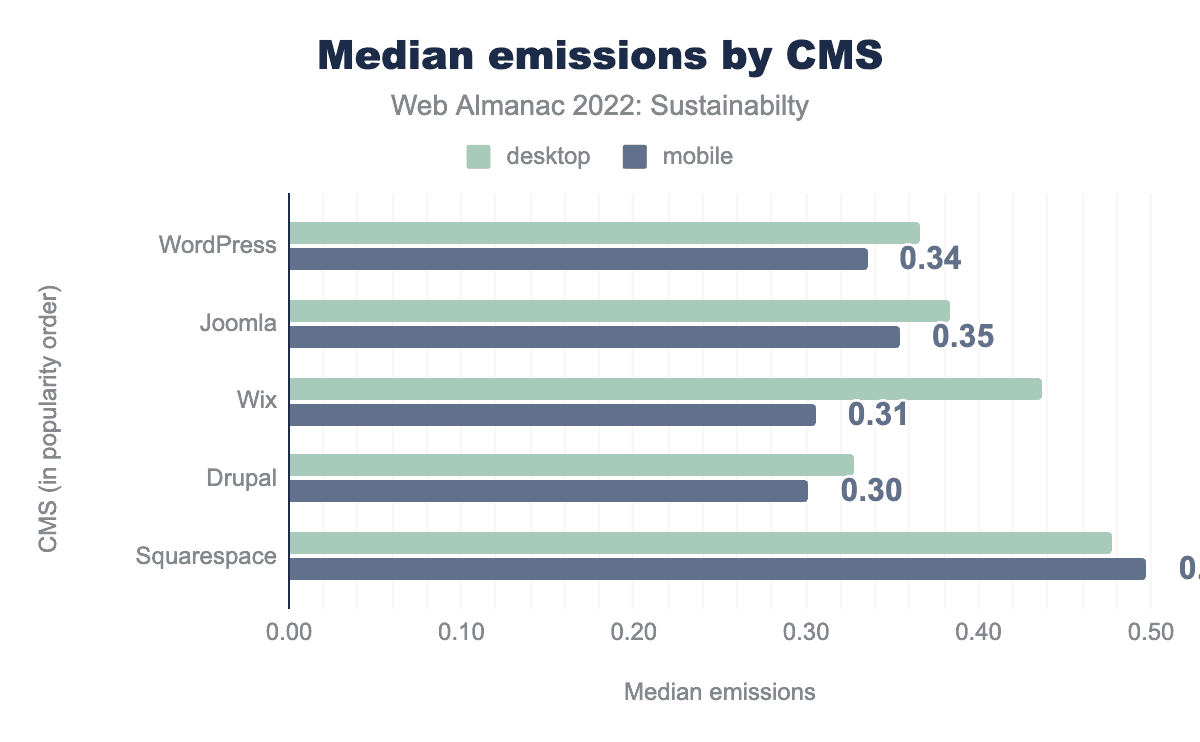 Median emissions by CMS
Web Almanac 2022: Sustainabilty
desktop
mobile
CMS (in popularity order)
WordPress
0.34
Joomla
0.35
Wix
0.31
Drupal
0.30
Squarespace
0.00
0.10
0.20
0.30
0.40
0.50
Median emissions